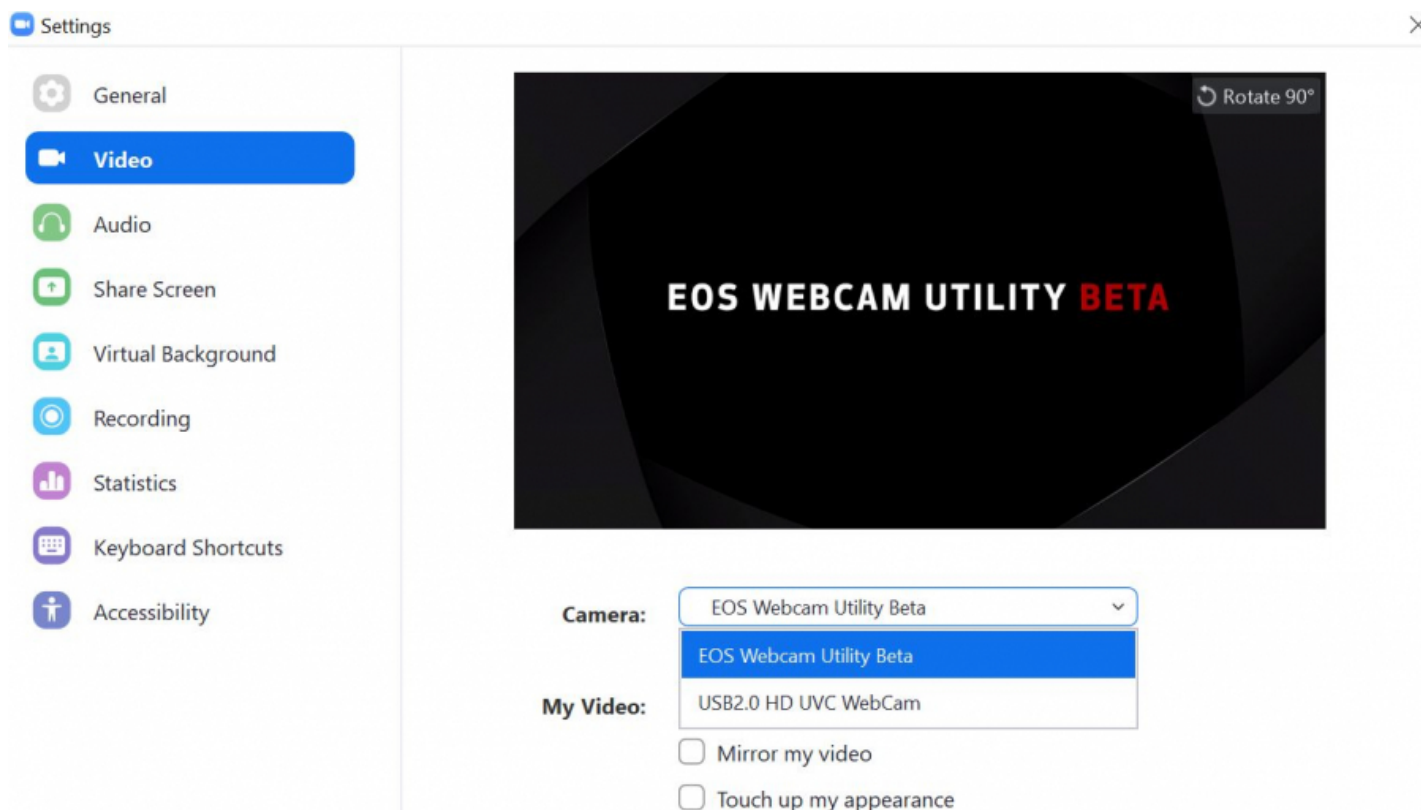 Settings
General
Video
Audio
Share Screen
Virtual Background
Recording
Statistics
Keyboard Shortcuts
Accessibility
Rotate 90°
EOS WEBCAM UTILITY BETA
Camera:
EOS Webcam Utility Beta
EOS Webcam Utility Beta
My Video:
USB2.0 HD UVC WebCam
Mirror my video
Touch up my appearance